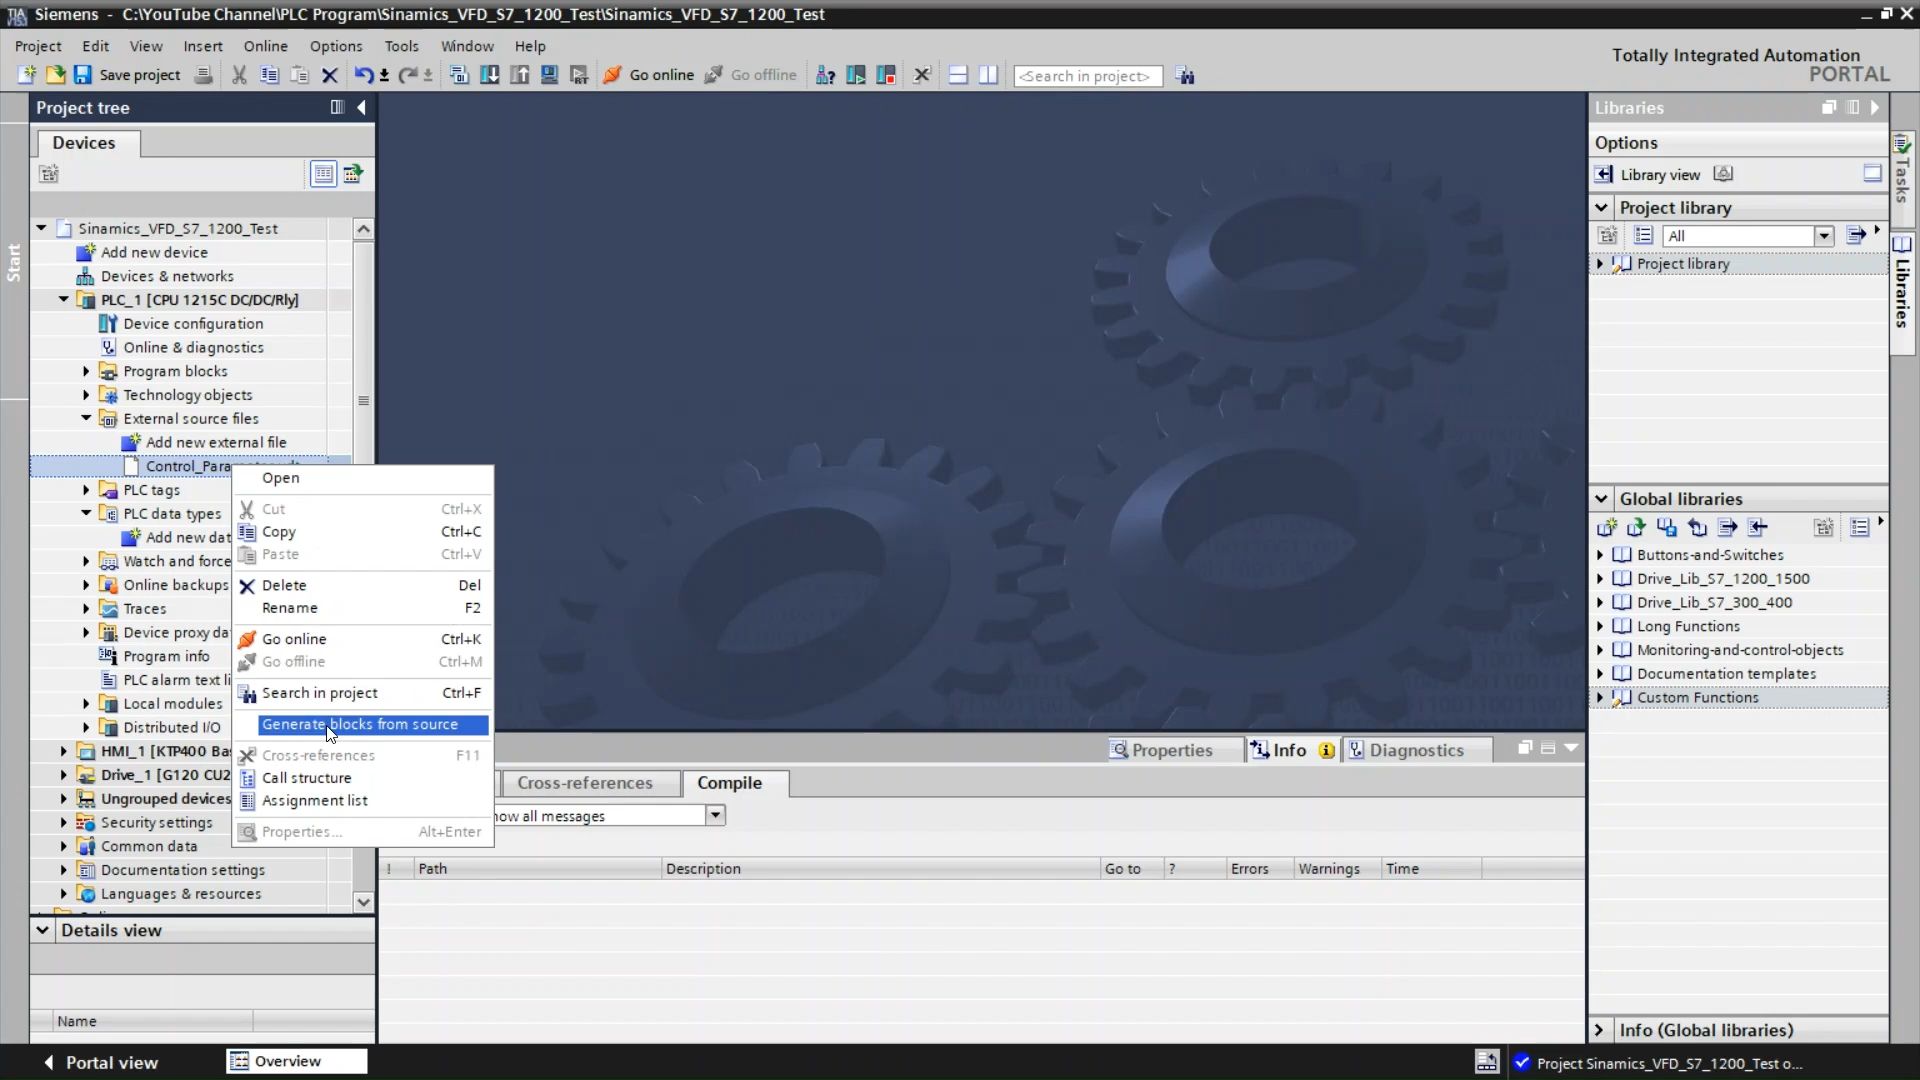 Siemens - C:\YouTube Channel\PLC Program\Sinamics_VFD_S7_1200_Test\Sinamics_VFD_S7_1200_Test
Project Edit View Insert Online Options Tools Window Help
Totally Integrated Automation
PORTAL
Save project
Go online
Go offline
<Search in project>
Project tree
Devices
Start
Sinamics_VFD_S7_1200_Test
Add new device
Devices & networks
PLC_1 [CPU 1215C DC/DC/Rly]
Device configuration
Online & diagnostics
Program blocks
Technology objects
External source files
Add new external file
Control_Para
PLC tags
PLC data types
Add new dat
Watch and force
Online backups
Traces
Device proxy da
Program info
PLC alarm text li
Local modules
Distributed I/O
HMI_1 [KTP400 Ba
Drive_1 [G120 CU2
Ungrouped devices
Security settings
Common data
Documentation settings
Languages & resources
Details view
Name
Open
Cut Ctrl+X
Copy Ctrl+C
Paste Ctrl+V
Delete Del
Rename F2
Go online Ctrl+K
Go offline Ctrl+M
Search in project Ctrl+F
Generate blocks from source
Cross-references F11
Call structure
Assignment list
Properties... Alt+Enter
Properties
Info
Diagnostics
Cross-references
Compile
how all messages
! Path Description Go to ? Errors Warnings Time
Libraries
Options
Library view
Project library
All
Project library
Global libraries
Buttons-and-Switches
Drive_Lib_S7_1200_1500
Drive_Lib_S7_300_400
Long Functions
Monitoring-and-control-objects
Documentation templates
Custom Functions
Info (Global libraries)
Tasks
Libraries
Portal view
Overview
Project Sinamics_VFD_S7_1200_Test o...